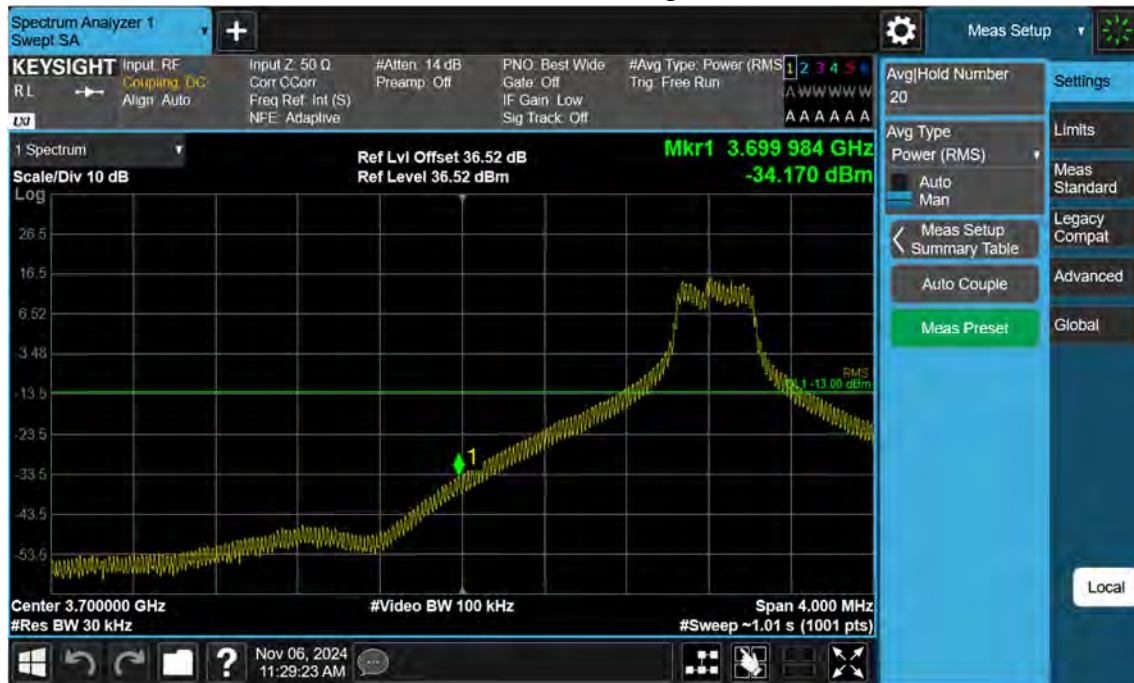 Spectrum Analyzer 1
Swept SA
+
Meas Setup
KEYSIGHT
R L
LXI
Input: RF
Coupling: DC
Align: Auto
Input Z: 50 Ω
Corr CCorr
Freq Ref: Int (S)
NFE: Adaptive
#Atten: 14 dB
Preamp: Off
PNO: Best Wide
Gate: Off
IF Gain: Low
Sig Track: Off
#Avg Type: Power (RMS)
Trig: Free Run
1 2 3 4 5 6
A W W W W W
A A A A A A
1 Spectrum
Scale/Div 10 dB
Log
Ref Lvl Offset 36.52 dB
Ref Level 36.52 dBm
Mkr1 3.699 984 GHz
-34.170 dBm
26.5
16.5
6.52
-3.48
-13.5
-23.5
-33.5
-43.5
-53.5
RMS
-13.00 dBm
1
Center 3.700000 GHz
#Res BW 30 kHz
#Video BW 100 kHz
Span 4.000 MHz
#Sweep ~1.01 s (1001 pts)
Avg|Hold Number
20
Avg Type
Power (RMS)
Auto
Man
Meas Setup
Summary Table
Auto Couple
Meas Preset
Settings
Limits
Meas
Standard
Legacy
Compat
Advanced
Global
Local
?
Nov 06, 2024
11:29:23 AM